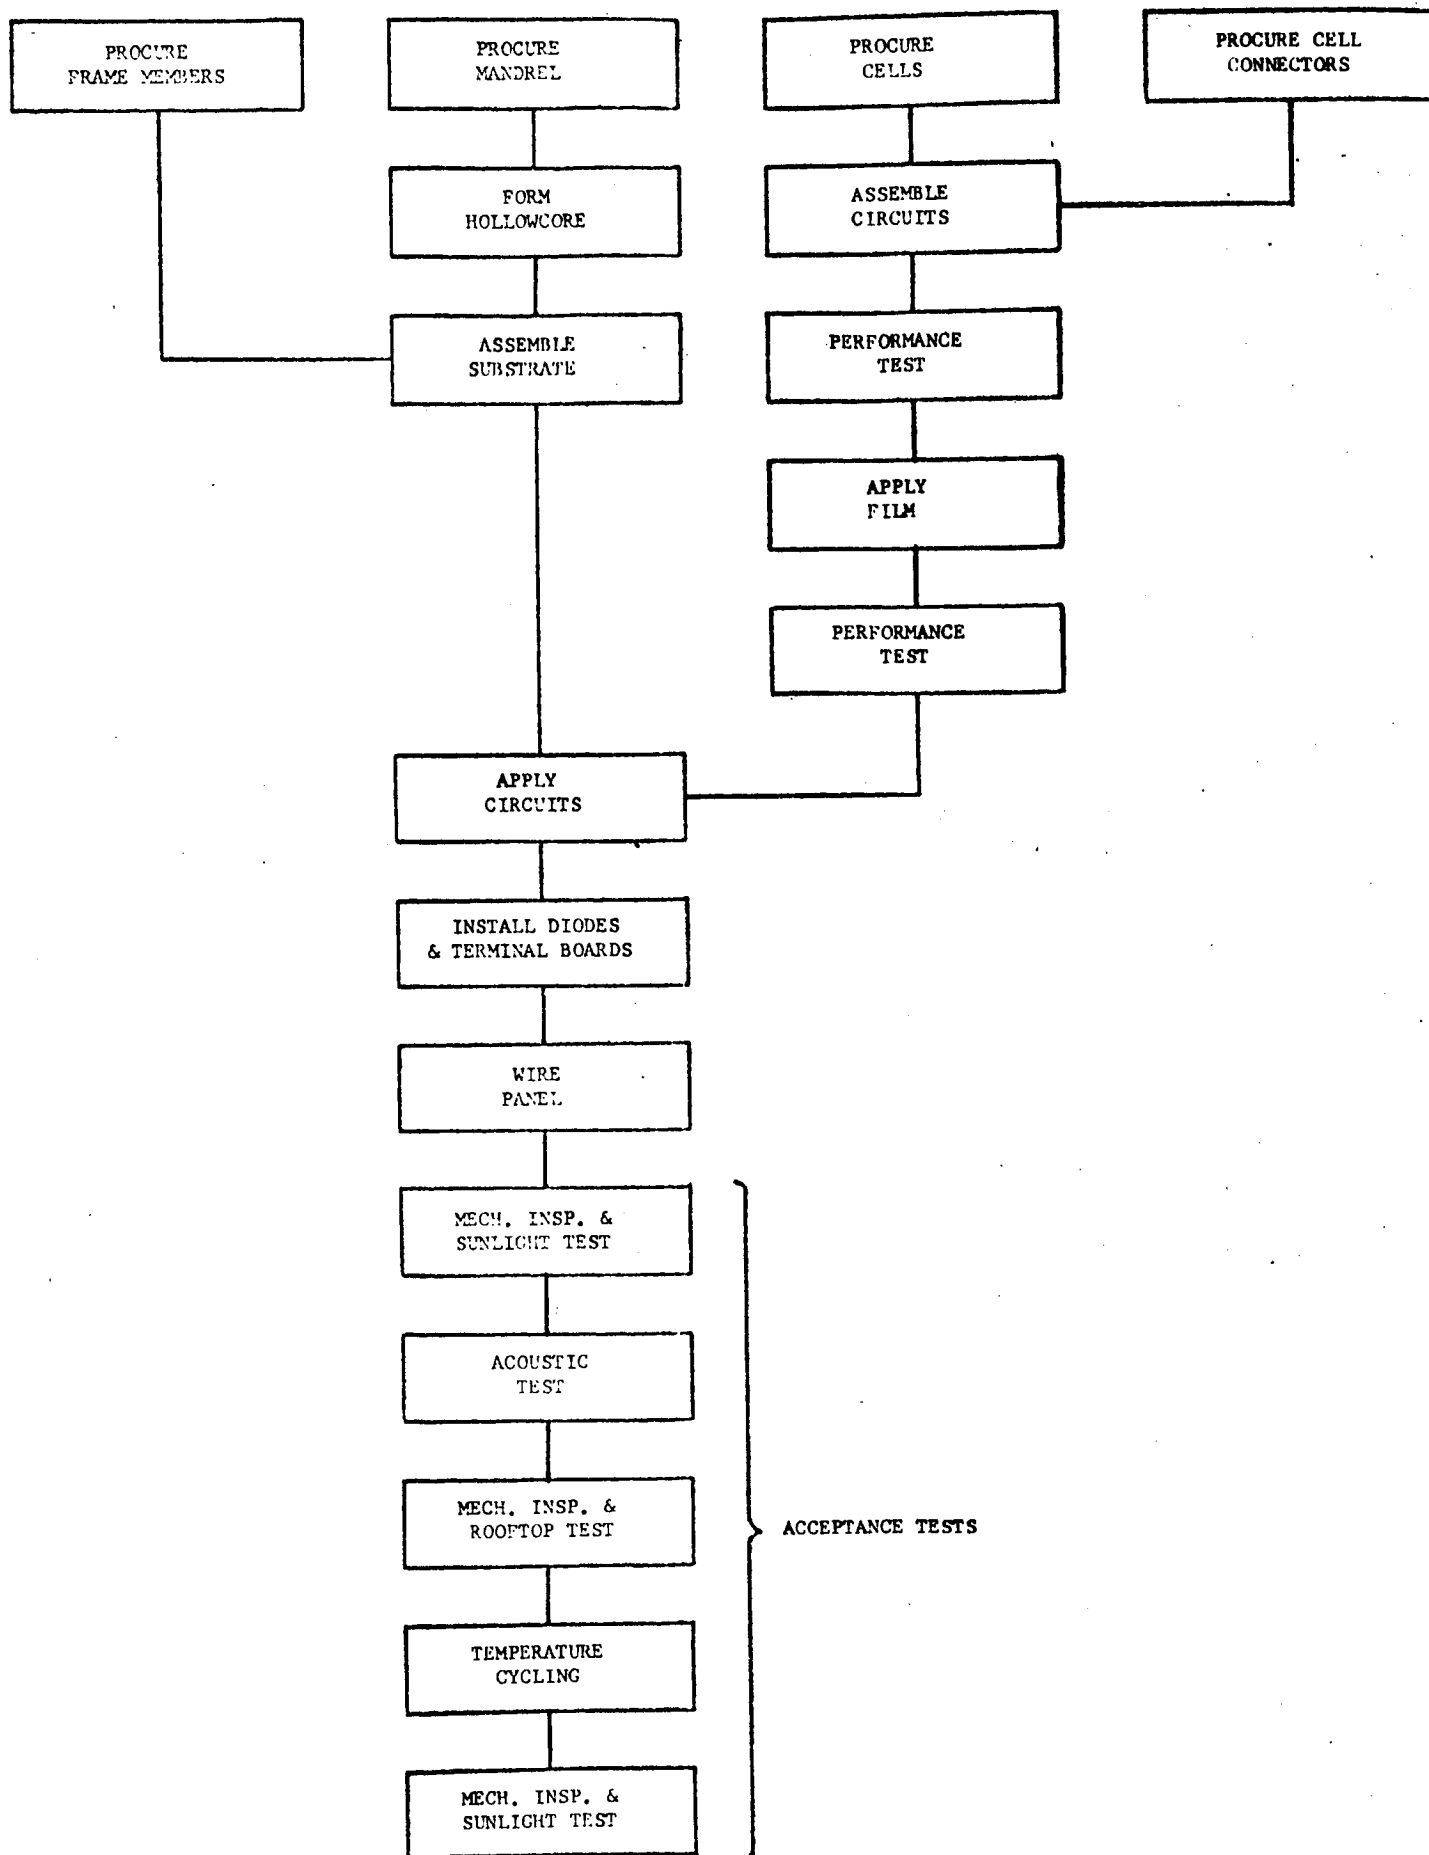 PROCURE
FRAME MEMBERS
PROCURE
MANDREL
PROCURE
CELLS
PROCURE CELL
CONNECTORS
FORM
HOLLOWCORE
ASSEMBLE
CIRCUITS
ASSEMBLE
SUBSTRATE
PERFORMANCE
TEST
APPLY
FILM
PERFORMANCE
TEST
APPLY
CIRCUITS
INSTALL DIODES
& TERMINAL BOARDS
WIRE
PANEL
MECH. INSP. &
SUNLIGHT TEST
ACOUSTIC
TEST
MECH. INSP. &
ROOFTOP TEST
ACCEPTANCE TESTS
TEMPERATURE
CYCLING
MECH. INSP. &
SUNLIGHT TEST